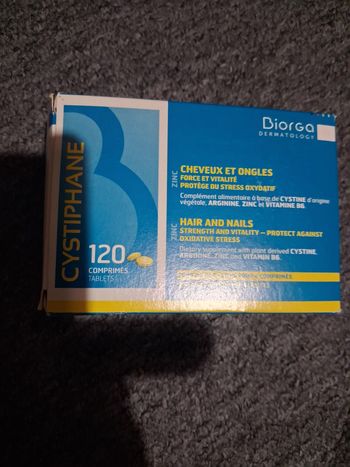 Biorga
DERMATOLOGY
CYSTIPHANE
120
COMPRIMÉS
TABLETS
ZINC
CHEVEUX ET ONGLES
FORCE ET VITALITÉ
PROTÈGE DU STRESS OXYDATIF
Complément alimentaire à base de CYSTINE d'origine
végétale, ARGININE, ZINC et VITAMINE B6.
ZINC
HAIR AND NAILS
STRENGTH AND VITALITY – PROTECT AGAINST
OXIDATIVE STRESS
Dietary supplement with plant derived CYSTINE,
ARGININE, ZINC and VITAMIN B6.
COMPRIMÉS